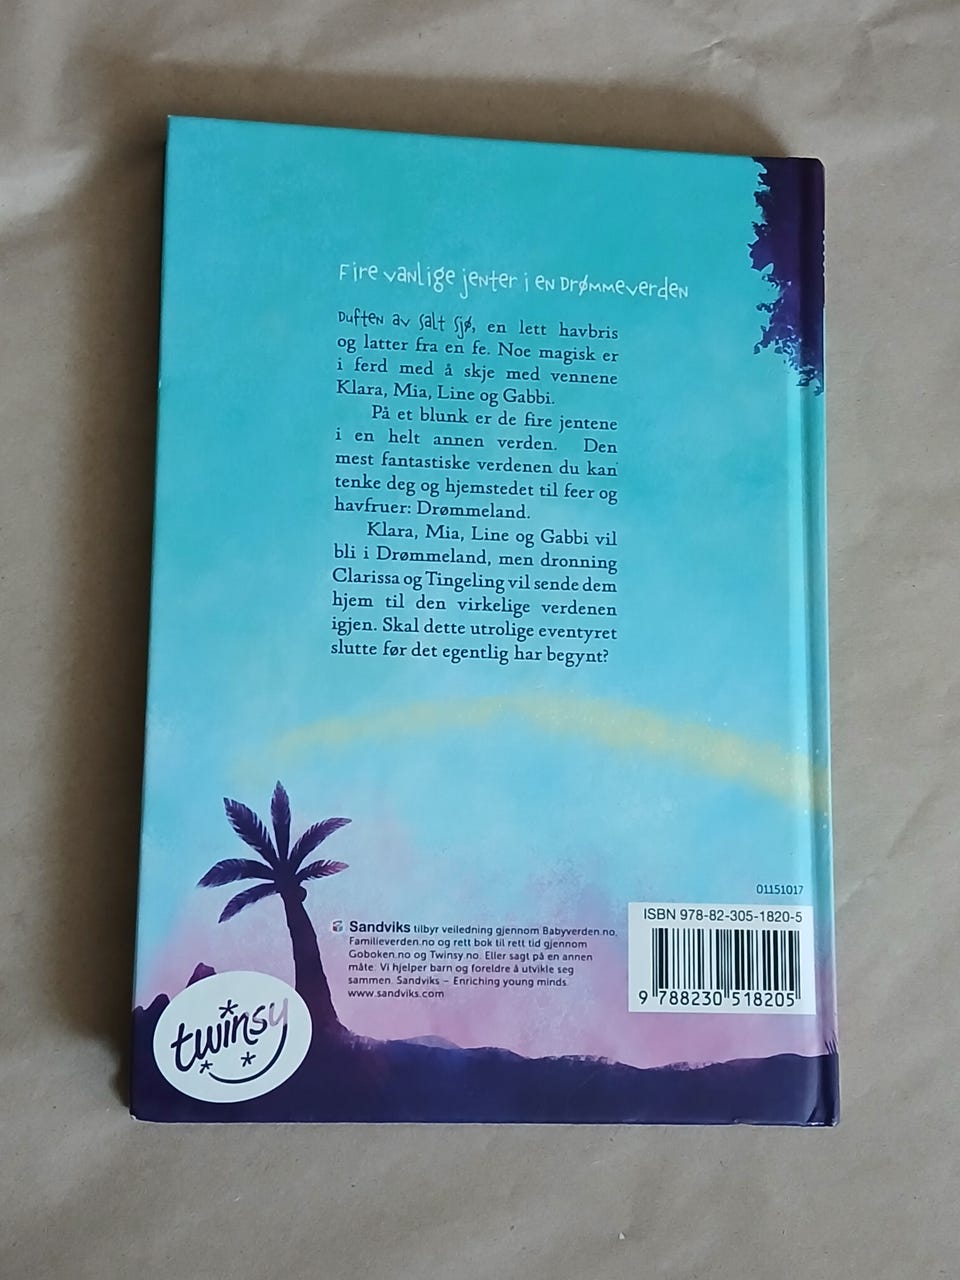 Fire vanlige jenter i en Drømmeverden
Duften av salt sjø, en lett havbris
og latter fra en fe. Noe magisk er
i ferd med å skje med vennene
Klara, Mia, Line og Gabbi.
På et blunk er de fire jentene
i en helt annen verden. Den
mest fantastiske verdenen du kan
tenke deg og hjemstedet til feer og
havfruer: Drømmeland.
Klara, Mia, Line og Gabbi vil
bli i Drømmeland, men dronning
Clarissa og Tingeling vil sende dem
hjem til den virkelige verdenen
igjen. Skal dette utrolige eventyret
slutte før det egentlig har begynt?
01151017
ISBN 978-82-305-1820-5
9 788230 518205
Sandviks tilbyr veiledning gjennom Babyverden.no,
Familieverden.no og rett bok til rett tid gjennom
Goboken.no og Twinsy.no. Eller sagt på en annen
måte: Vi hjelper barn og foreldre å utvikle seg
sammen. Sandviks – Enriching young minds.
www.sandviks.com
twinsy